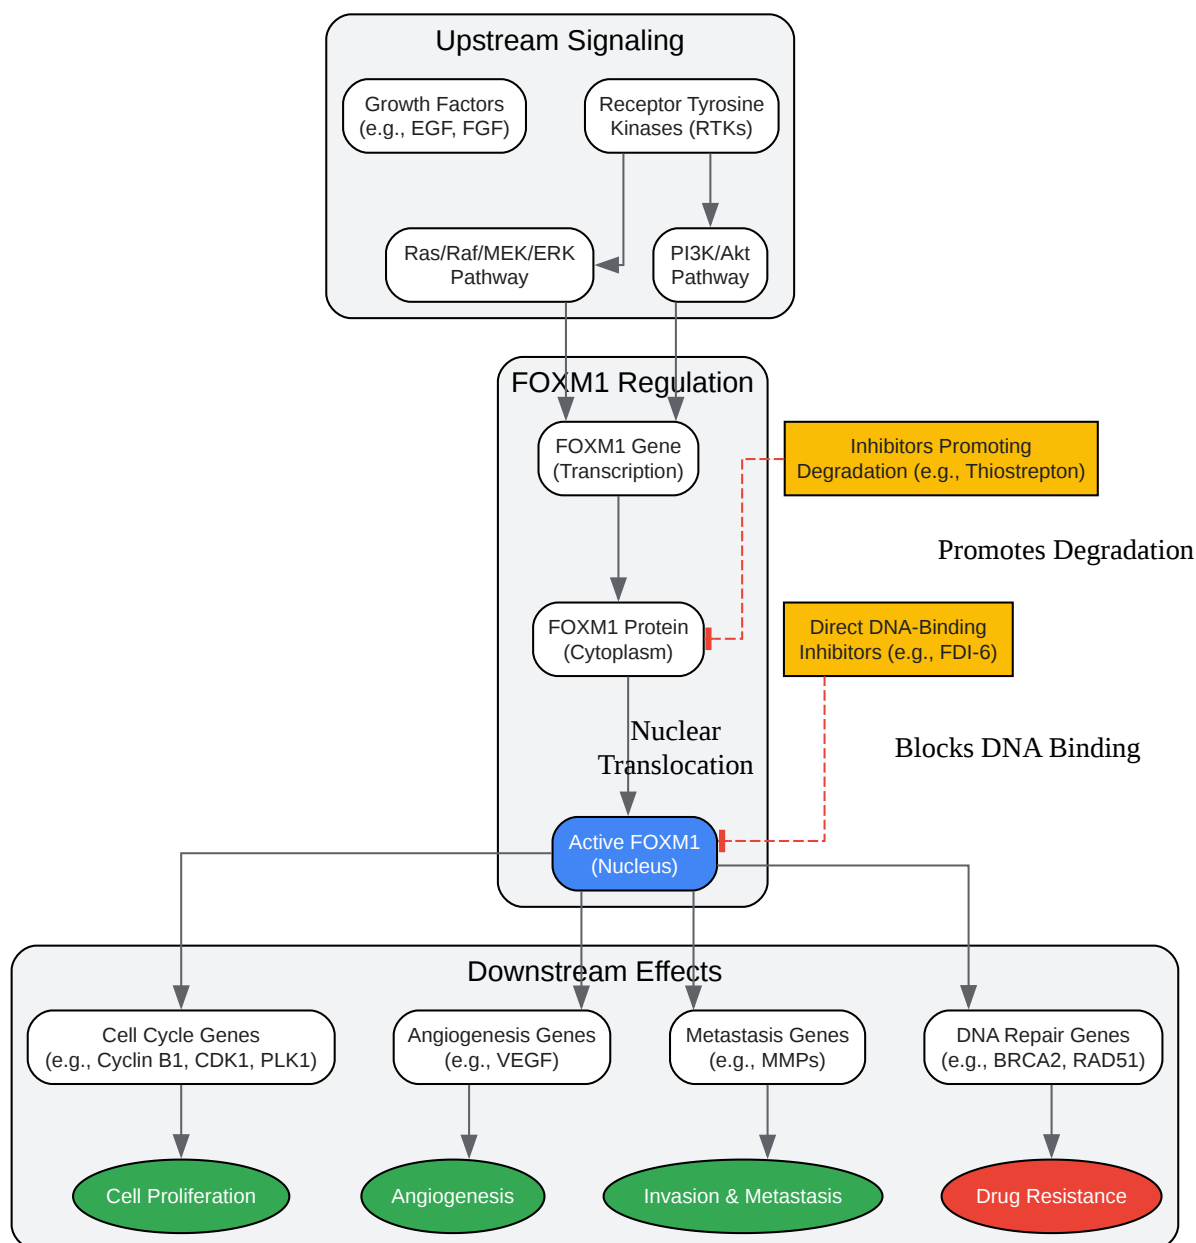 Upstream Signaling
Growth Factors
(e.g., EGF, FGF)
Receptor Tyrosine
Kinases (RTKs)
Ras/Raf/MEK/ERK
Pathway
PI3K/Akt
Pathway
FOXM1 Regulation
FOXM1 Gene
(Transcription)
Inhibitors Promoting
Degradation (e.g., Thiostrepton)
Promotes Degradation
FOXM1 Protein
(Cytoplasm)
Direct DNA-Binding
Inhibitors (e.g., FDI-6)
Nuclear
Translocation
Blocks DNA Binding
Active FOXM1
(Nucleus)
Downstream Effects
Cell Cycle Genes
(e.g., Cyclin B1, CDK1, PLK1)
Angiogenesis Genes
(e.g., VEGF)
Metastasis Genes
(e.g., MMPs)
DNA Repair Genes
(e.g., BRCA2, RAD51)
Cell Proliferation
Angiogenesis
Invasion & Metastasis
Drug Resistance